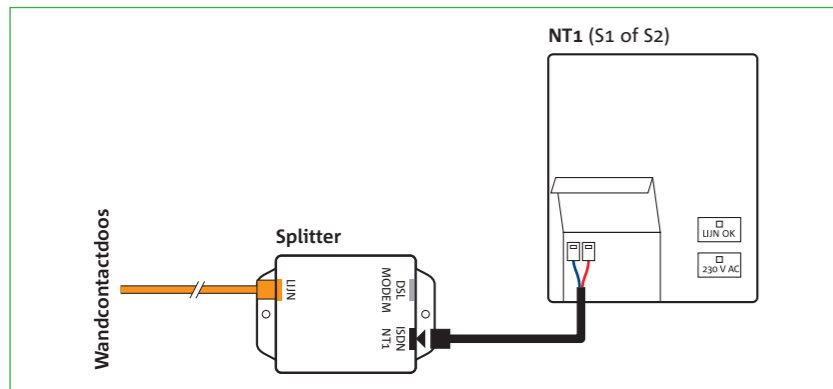 NT1 (S1 of S2)
Wandcontactdoos
Splitter
LIJN
DSL
MODEM
ISDN
NT1
LIJN OK
230 V AC